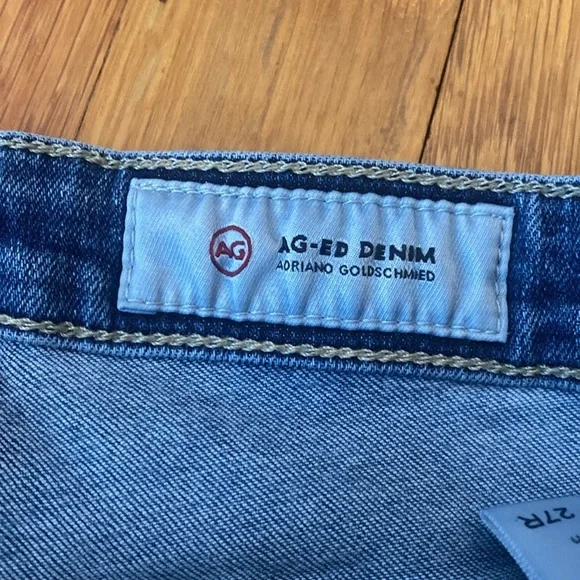 AG
AG-ED DENIM
ADRIANO GOLDSCHMIED
27R